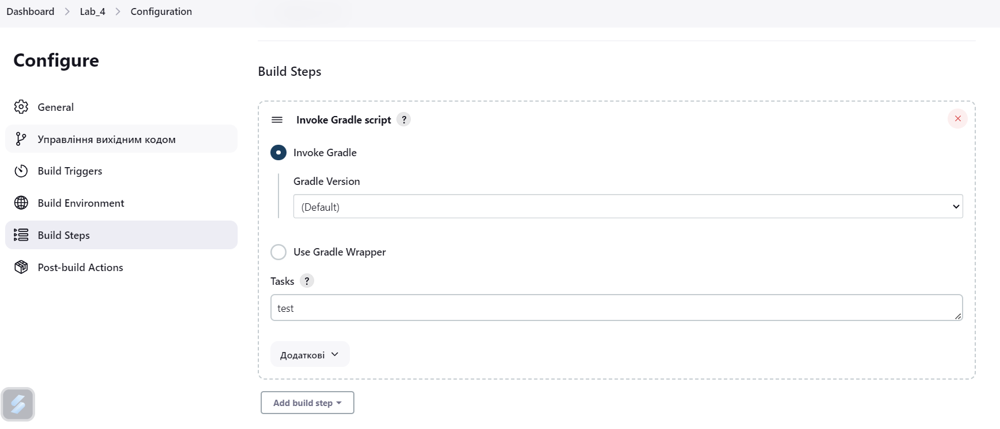 Dashboard > Lab_4 > Configuration
Configure
General
Управління вихідним кодом
Build Triggers
Build Environment
Build Steps
Post-build Actions
Build Steps
Invoke Gradle script ?
Invoke Gradle
Gradle Version
(Default)
Use Gradle Wrapper
Tasks ?
test
Додаткові
Add build step